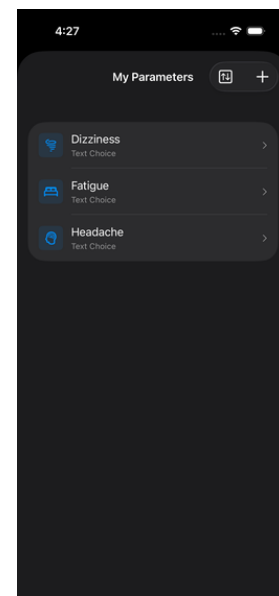 4:27
My Parameters
Dizziness
Text Choice
Fatigue
Text Choice
Headache
Text Choice